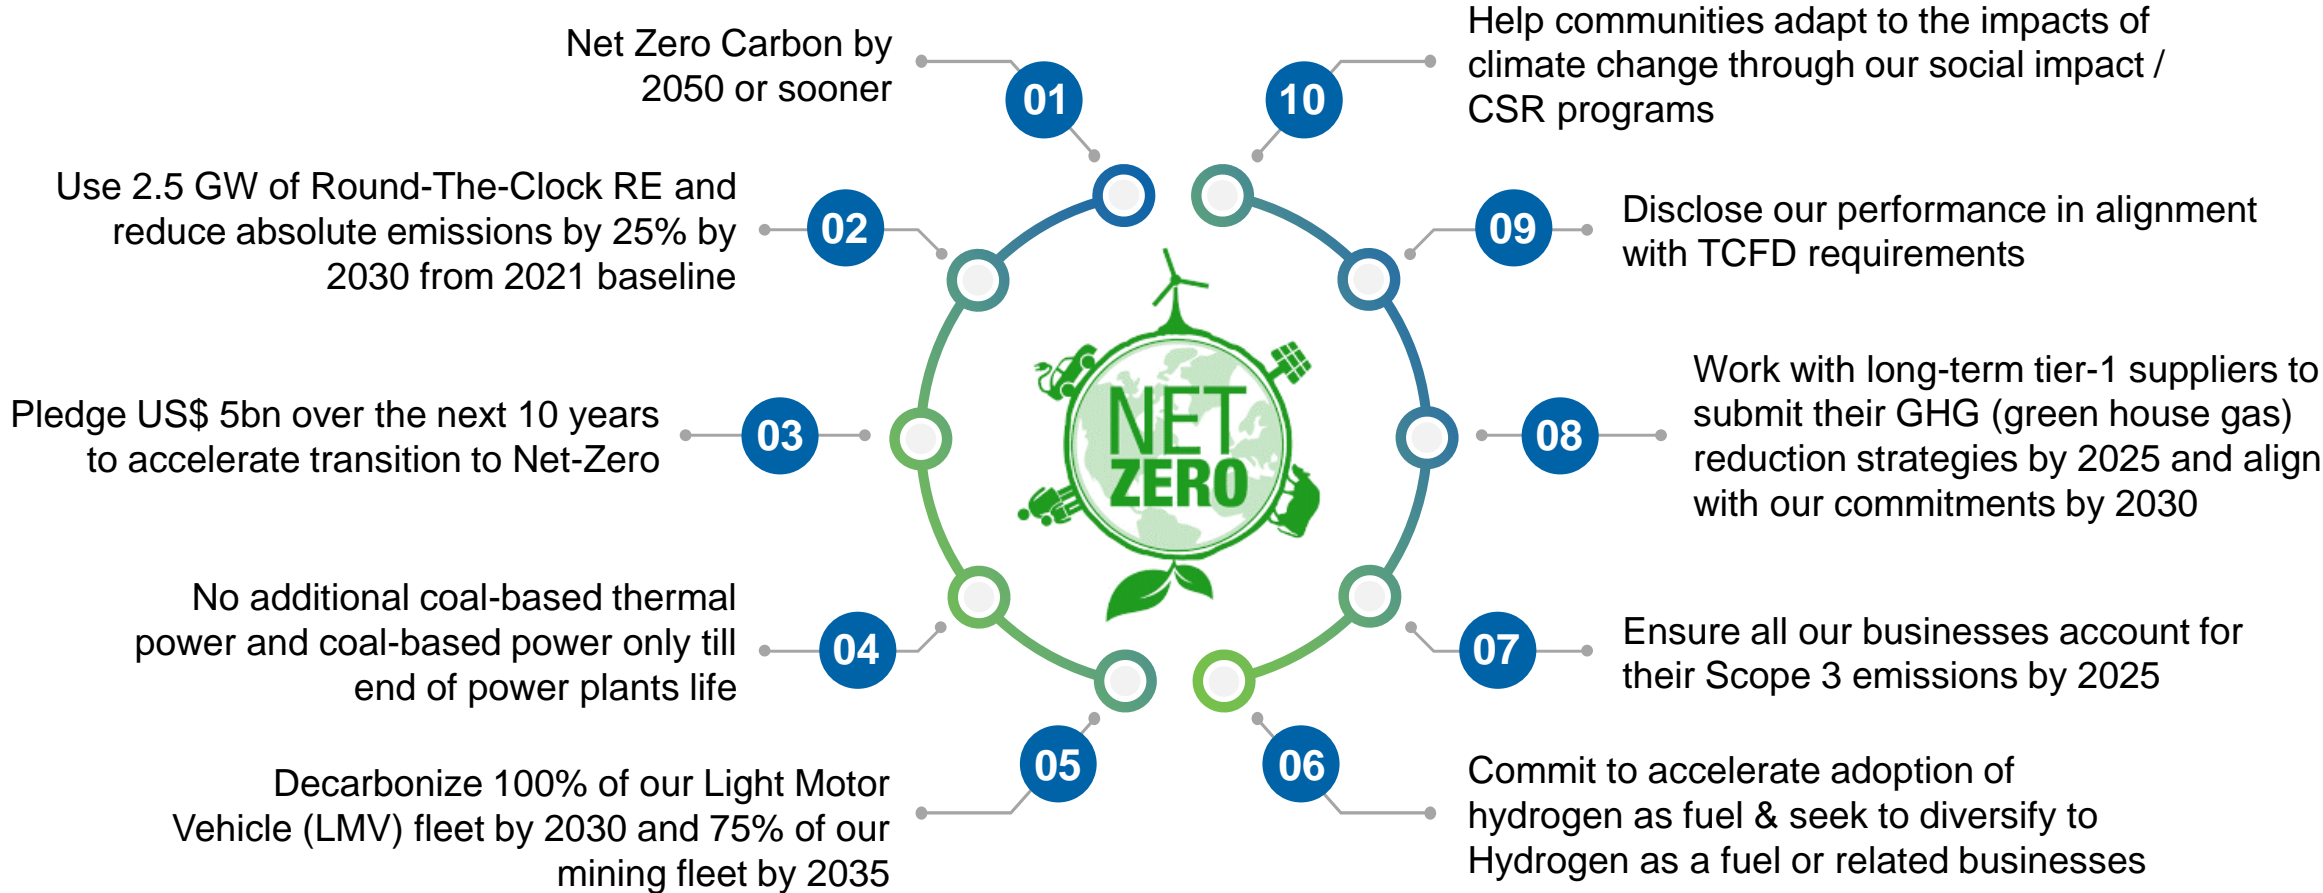 Net Zero Carbon by
2050 or sooner
01
Use 2.5 GW of Round-The-Clock RE and
reduce absolute emissions by 25% by
2030 from 2021 baseline
02
Pledge US$ 5bn over the next 10 years
to accelerate transition to Net-Zero
03
No additional coal-based thermal
power and coal-based power only till
end of power plants life
04
Decarbonize 100% of our Light Motor
Vehicle (LMV) fleet by 2030 and 75% of our
mining fleet by 2035
05
NET
ZERO
06
Commit to accelerate adoption of
hydrogen as fuel & seek to diversify to
Hydrogen as a fuel or related businesses
07
Ensure all our businesses account for
their Scope 3 emissions by 2025
08
Work with long-term tier-1 suppliers to
submit their GHG (green house gas)
reduction strategies by 2025 and align
with our commitments by 2030
09
Disclose our performance in alignment
with TCFD requirements
10
Help communities adapt to the impacts of
climate change through our social impact /
CSR programs